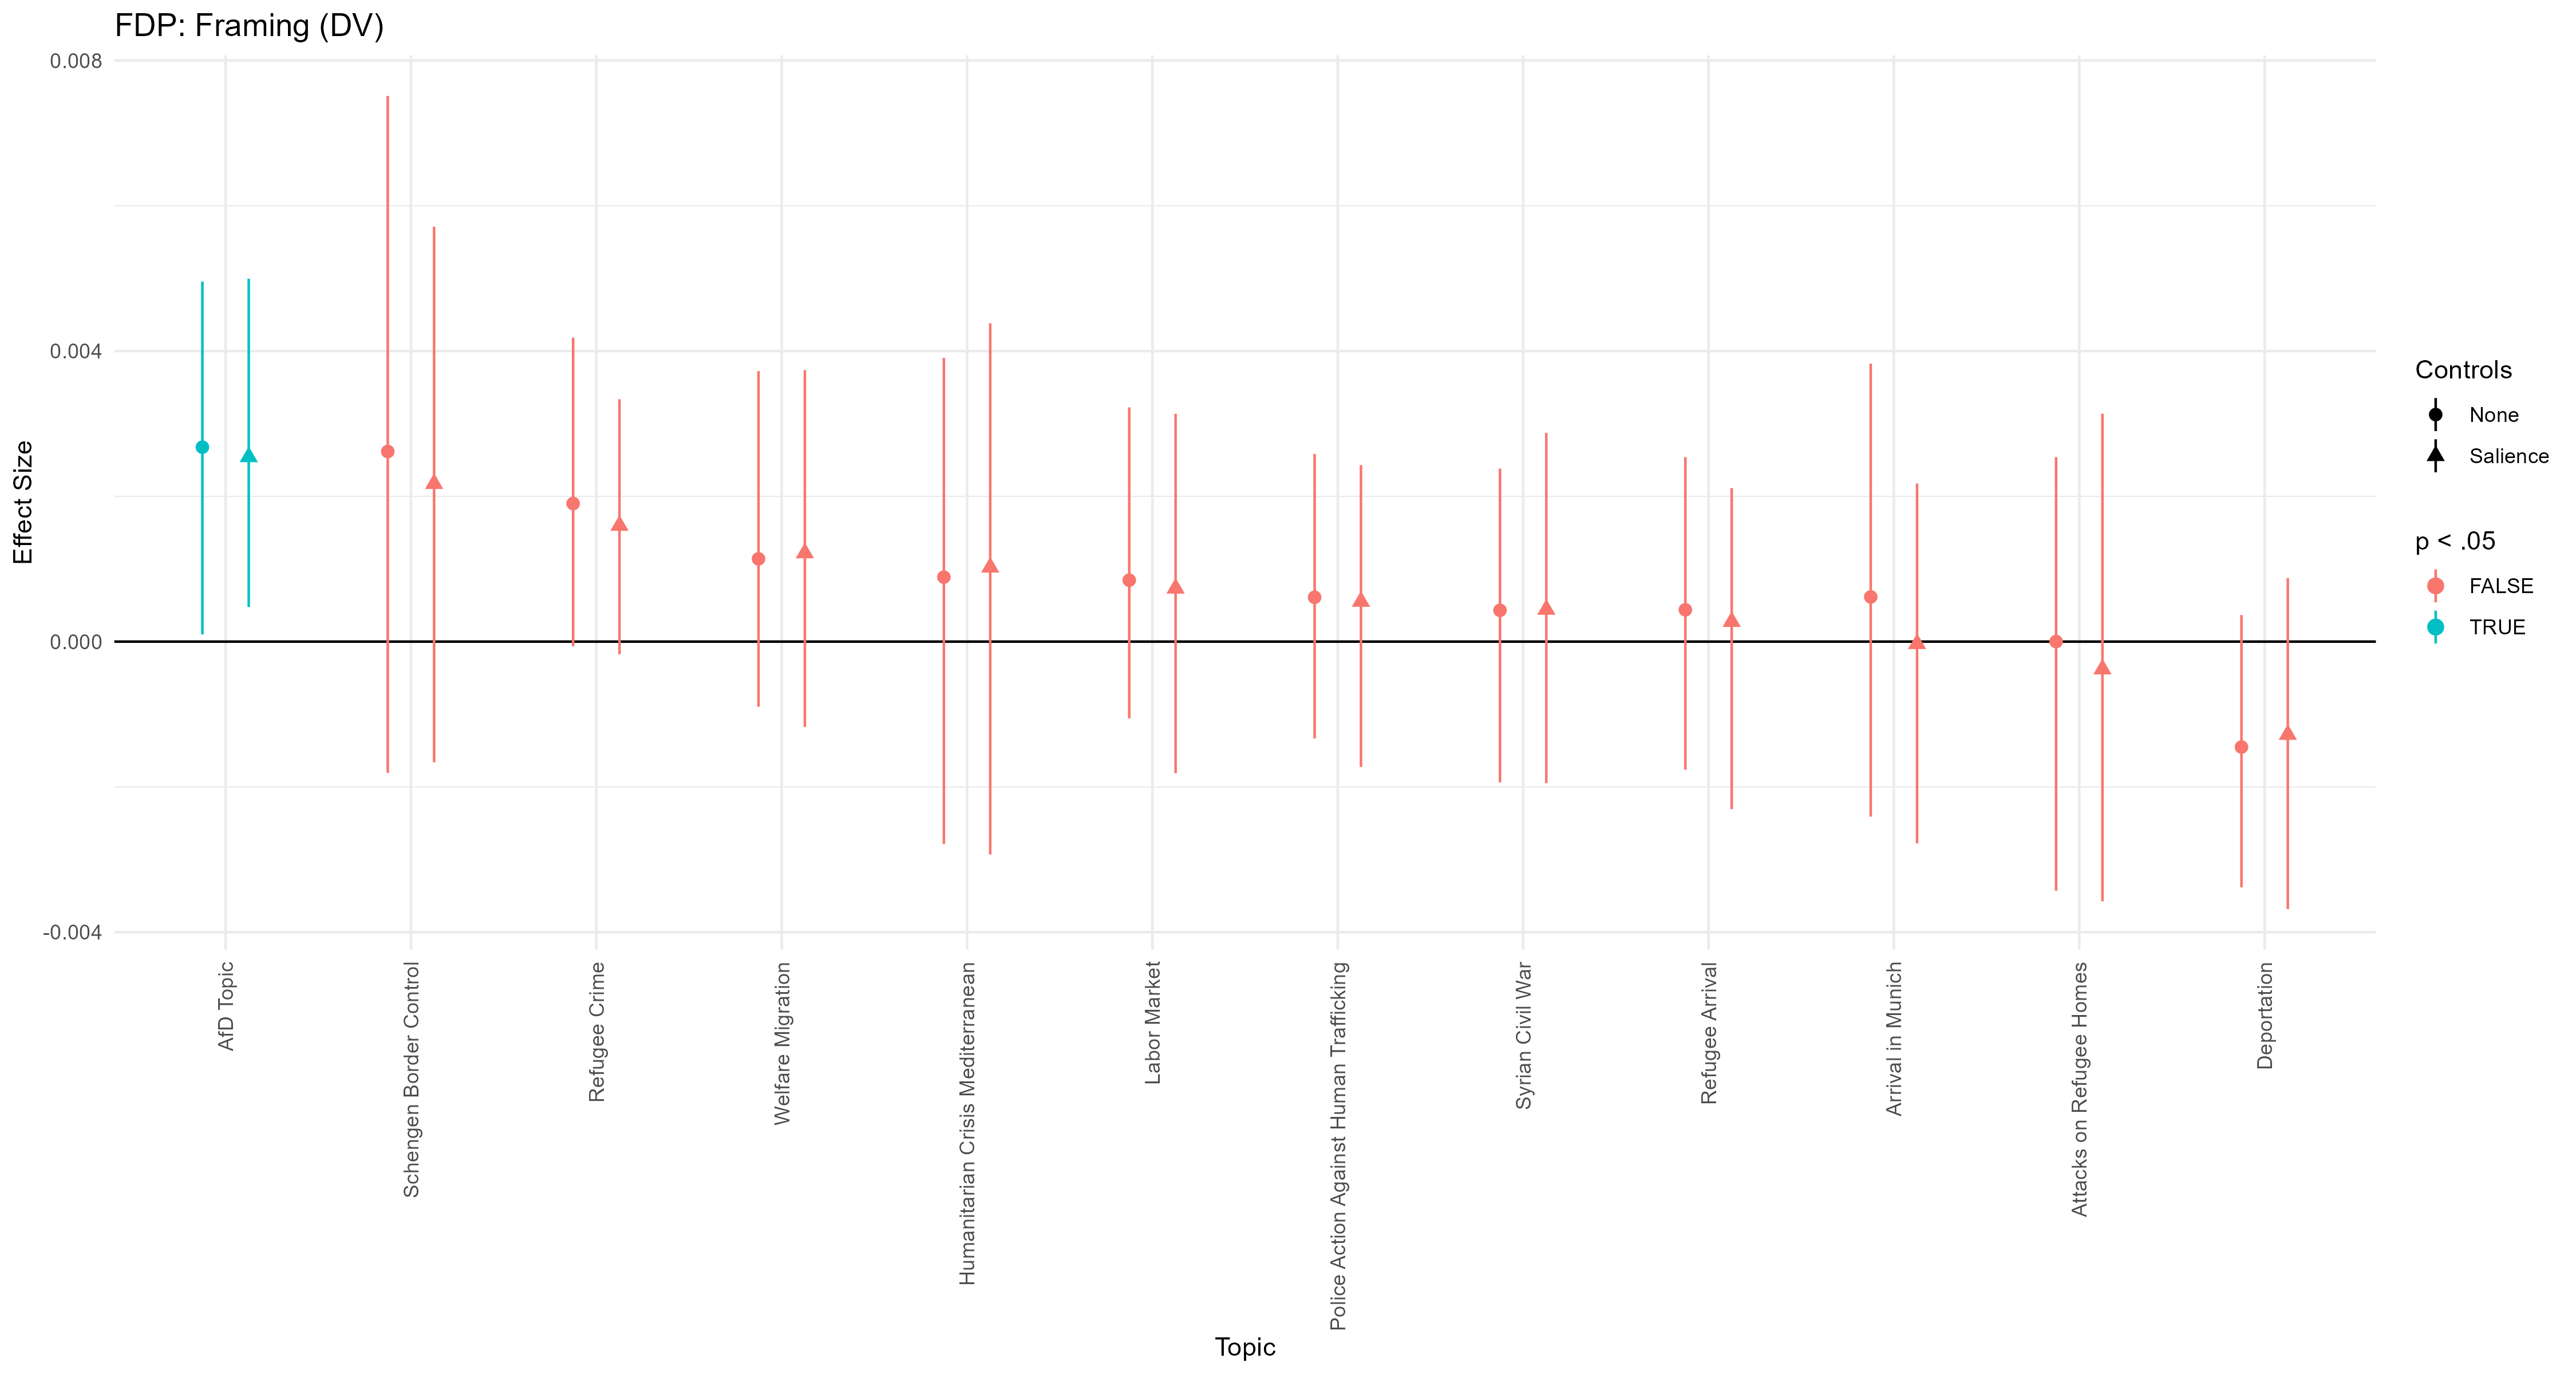 FDP: Framing (DV)
0.008
0.004
0.000
-0.004
Effect Size
AfD Topic
Schengen Border Control
Refugee Crime
Welfare Migration
Humanitarian Crisis Mediterranean
Labor Market
Police Action Against Human Trafficking
Syrian Civil War
Refugee Arrival
Arrival in Munich
Attacks on Refugee Homes
Deportation
Topic
Controls
None
Salience
p < .05
FALSE
TRUE